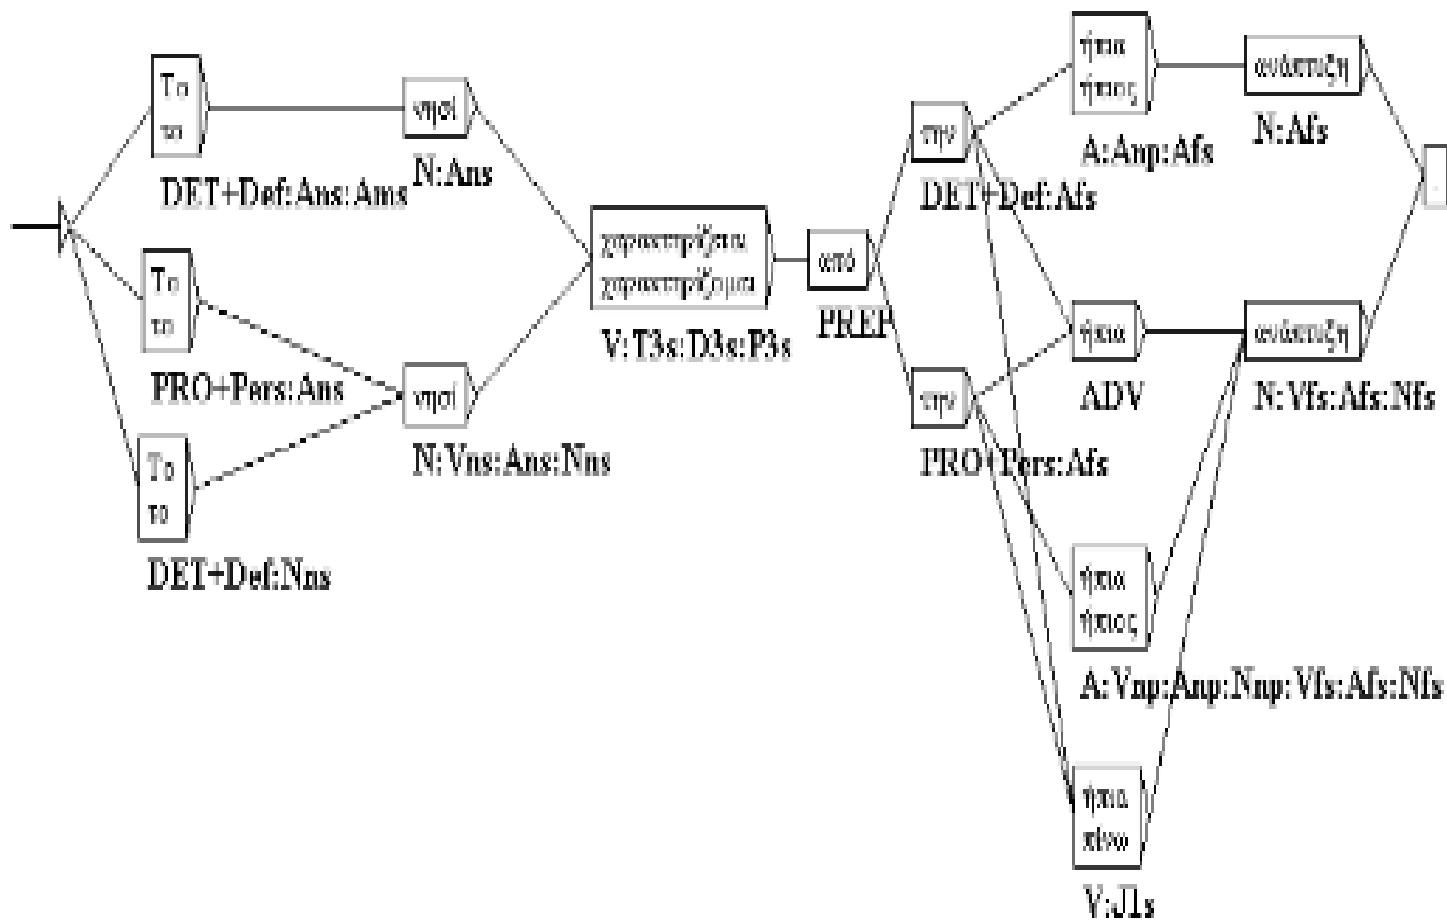 Το
το
DET+Def:Ans:Ams
νησί
N:Ans
Το
το
PRO+Pers:Ans
Το
το
DET+Def:Nns
νησί
N:Vns:Ans:Nns
χαρακτηρίζεται
χαρακτηρίζομαι
V:T3s:D3s:P3s
από
PREP
την
DET+Def:Afs
την
PRO+Pers:Afs
ήπια
ήπιος
A:Anp:Afs
ανάπτυξη
N:Afs
ήπια
ADV
ανάπτυξη
N:Vfs:Afs:Nfs
ήπια
ήπιος
A:Vnp:Anp:Nnp:Vfs:Afs:Nfs
ήπια
πίνω
V:J1s